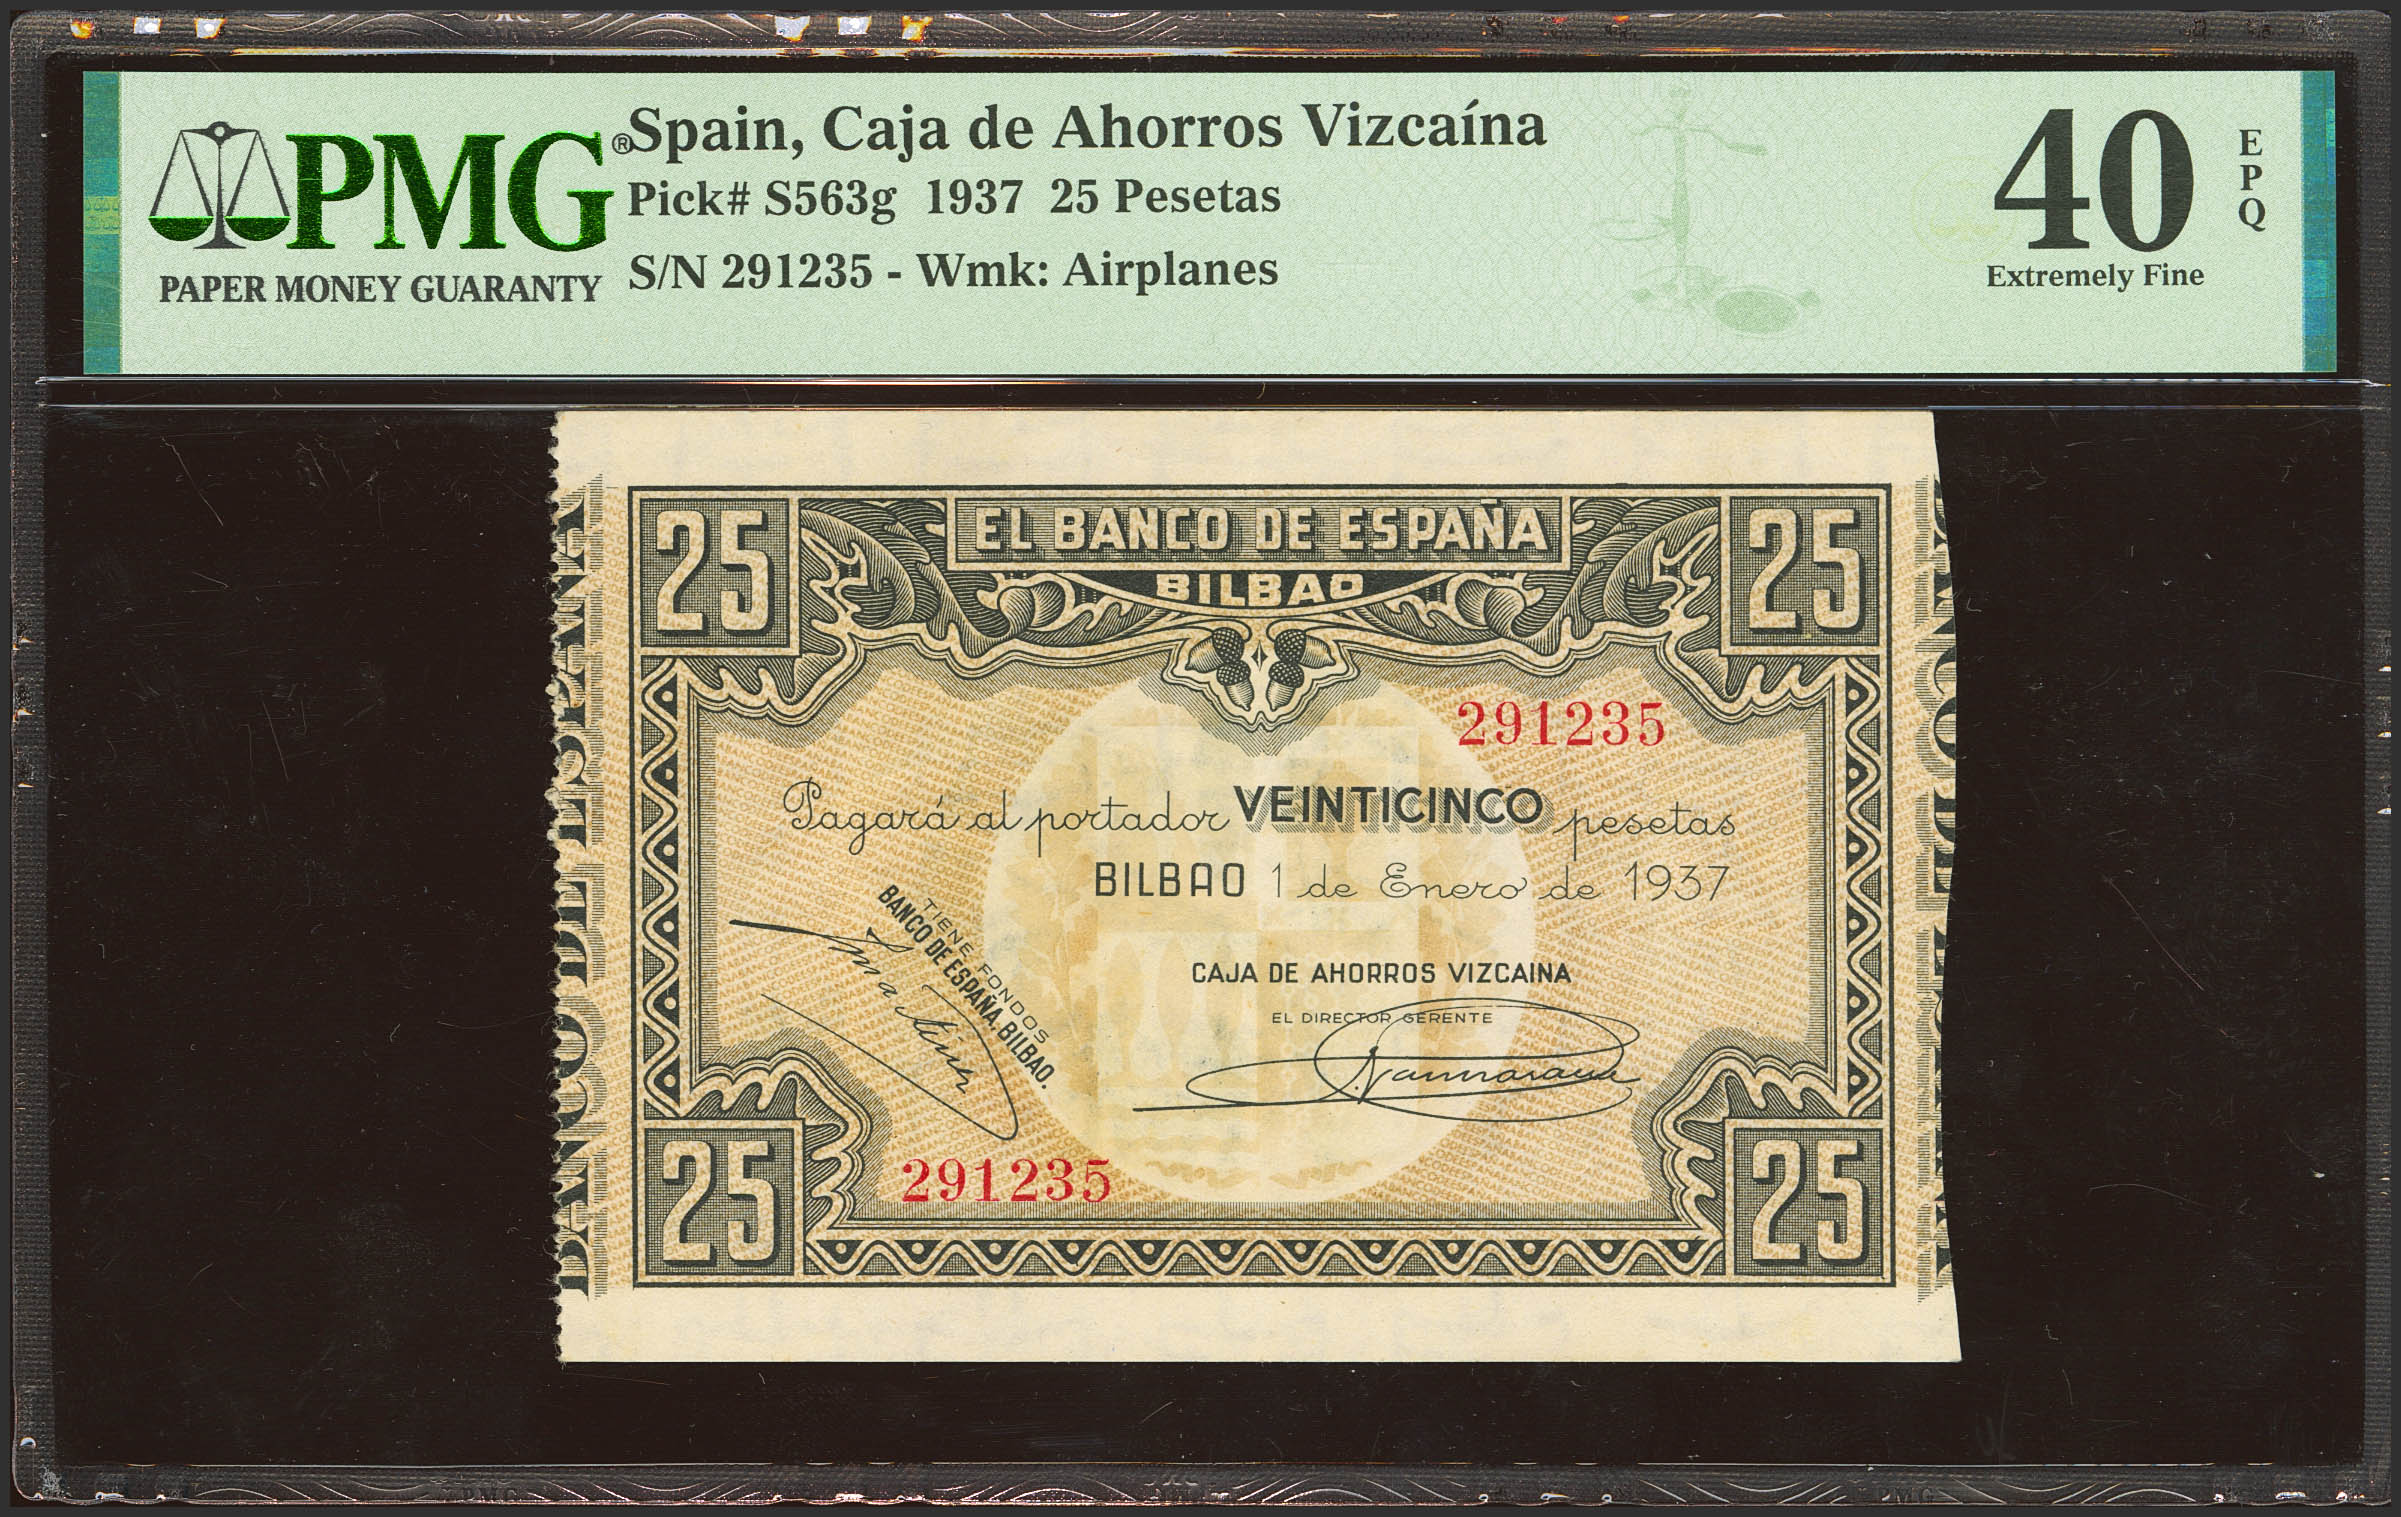 Spain, Caja de Ahorros Vizcaína
Pick# S563g 1937 25 Pesetas
S/N 291235 - Wmk: Airplanes
PMG®
PAPER MONEY GUARANTY
40
EPQ
Extremely Fine
25
EL BANCO DE ESPAÑA
25
BILBAO
291235
Pagará al portador VEINTICINCO pesetas
BILBAO 1 de Enero de 1937
TIENE FONDOS
BANCO DE ESPAÑA, BILBAO.
CAJA DE AHORROS VIZCAINA
EL DIRECTOR GERENTE
291235
25
25
BANCO DE ESPAÑA